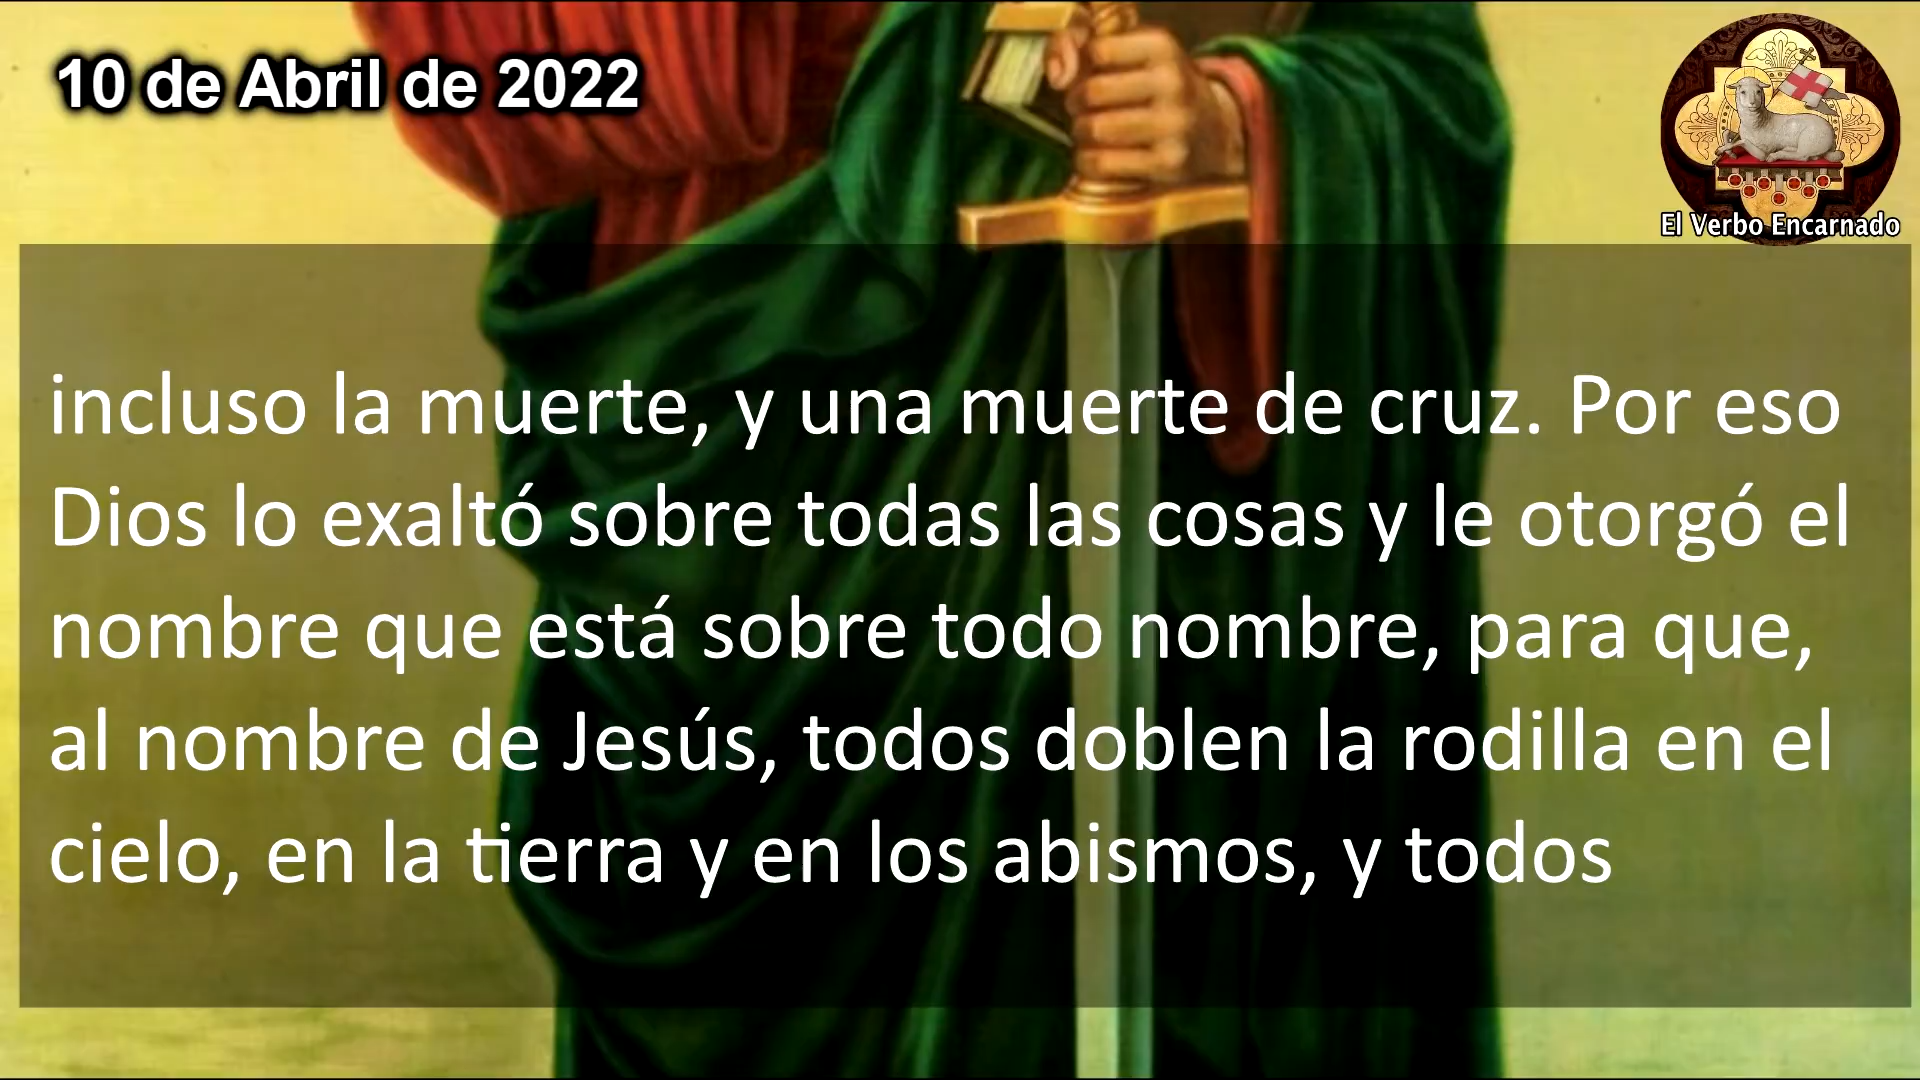 10 de Abril de 2022
El Verbo Encarnado
incluso la muerte, y una muerte de cruz. Por eso
Dios lo exaltó sobre todas las cosas y le otorgó el
nombre que está sobre todo nombre, para que,
al nombre de Jesús, todos doblen la rodilla en el
cielo, en la tierra y en los abismos, y todos